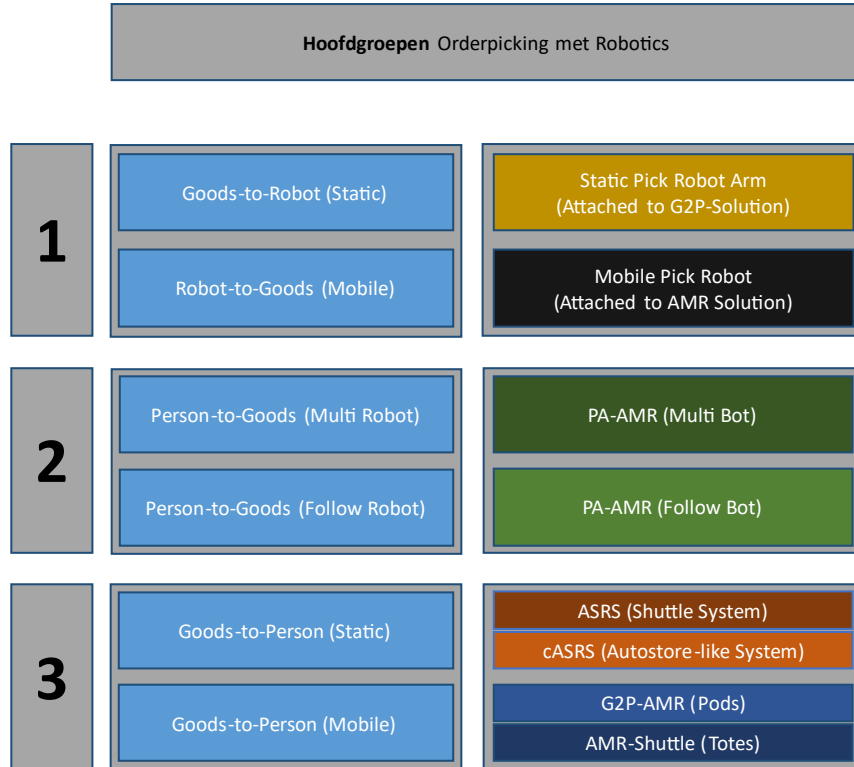 Hoofdgroepen Orderpicking met Robotics
1
Goods-to-Robot (Static)
Static Pick Robot Arm
(Attached to G2P-Solution)
Robot-to-Goods (Mobile)
Mobile Pick Robot
(Attached to AMR Solution)
2
Person-to-Goods (Multi Robot)
PA-AMR (Multi Bot)
Person-to-Goods (Follow Robot)
PA-AMR (Follow Bot)
3
Goods-to-Person (Static)
ASRS (Shuttle System)
cASRS (Autostore-like System)
Goods-to-Person (Mobile)
G2P-AMR (Pods)
AMR-Shuttle (Totes)